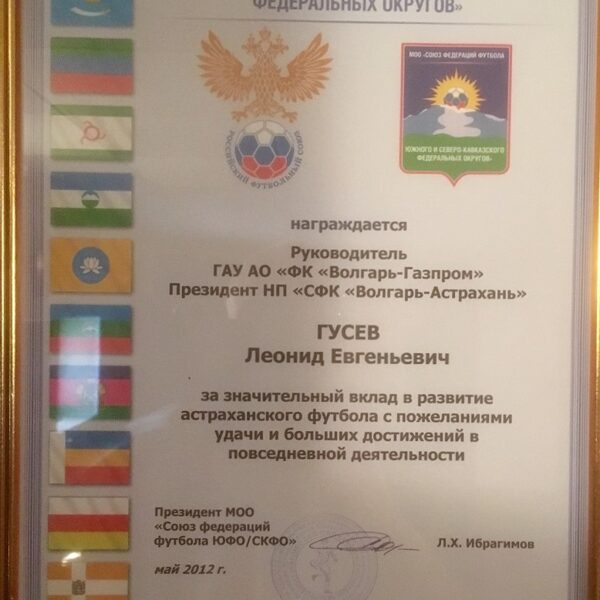 ФЕДЕРАЛЬНЫХ ОКРУГОВ»
РОССИЙСКИЙ ФУТБОЛЬНЫЙ СОЮЗ
МОО «СОЮЗ ФЕДЕРАЦИЙ ФУТБОЛА
ЮЖНОГО И СЕВЕРО-КАВКАЗСКОГО
ФЕДЕРАЛЬНЫХ ОКРУГОВ»
награждается
Руководитель
ГАУ АО «ФК «Волгарь-Газпром»
Президент НП «СФК «Волгарь-Астрахань»
ГУСЕВ
Леонид Евгеньевич
за значительный вклад в развитие
астраханского футбола с пожеланиями
удачи и больших достижений в
повседневной деятельности
Президент МОО
«Союз федераций
футбола ЮФО/СКФО»
Л.Х. Ибрагимов
май 2012 г.